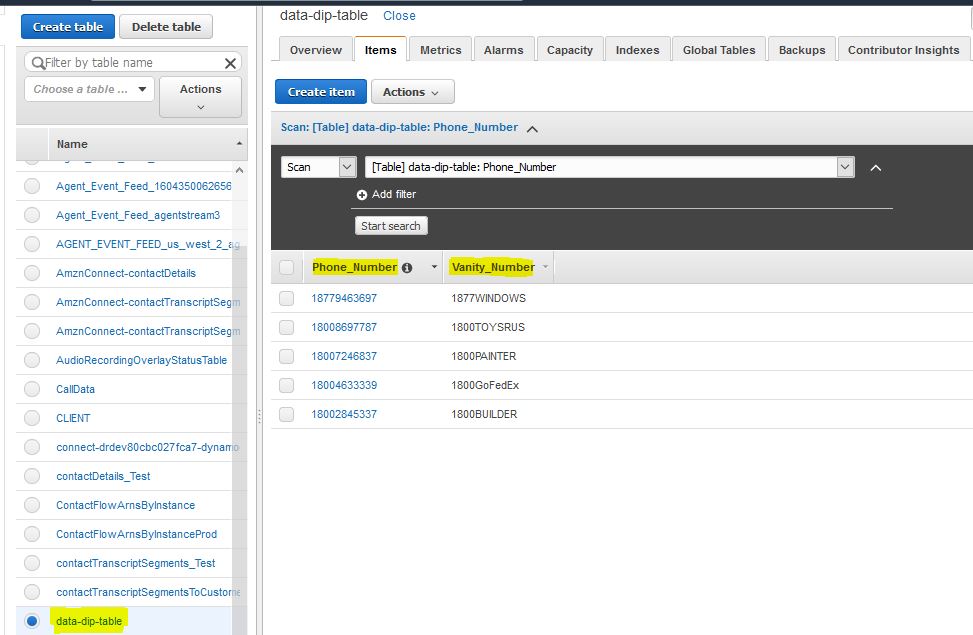 Create table
Delete table
Filter by table name
Choose a table ...
Actions
Name
Agent_Event_Feed_1604350062656
Agent_Event_Feed_agentstream3
AGENT_EVENT_FEED_us_west_2_ag
AmznConnect-contactDetails
AmznConnect-contactTranscriptSegm
AmznConnect-contactTranscriptSegm
AudioRecordingOverlayStatusTable
CallData
CLIENT
connect-drdev80cbc027fca7-dynamo
contactDetails_Test
ContactFlowArnsByInstance
ContactFlowArnsByInstanceProd
contactTranscriptSegments_Test
contactTranscriptSegmentsToCustome
data-dip-table
data-dip-table Close
Overview Items Metrics Alarms Capacity Indexes Global Tables Backups Contributor Insights
Create item Actions
Scan: [Table] data-dip-table: Phone_Number
Scan [Table] data-dip-table: Phone_Number
Add filter
Start search
Phone_Number Vanity_Number
18779463697 1877WINDOWS
18008697787 1800TOYSRUS
18007246837 1800PAINTER
18004633339 1800GoFedEx
18002845337 1800BUILDER